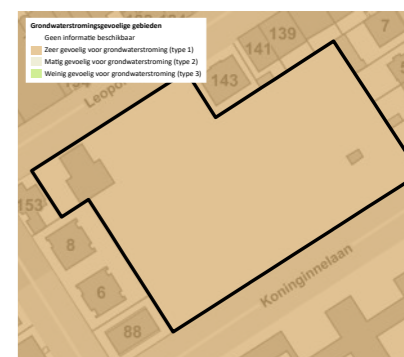 Grondwaterstromingsgevoelige gebieden
Geen informatie beschikbaar
Zeer gevoelig voor grondwaterstroming (type 1)
Matig gevoelig voor grondwaterstroming (type 2)
Weinig gevoelig voor grondwaterstroming (type 3)
139
7
141
143
153
8
6
88
Koninginnelaan